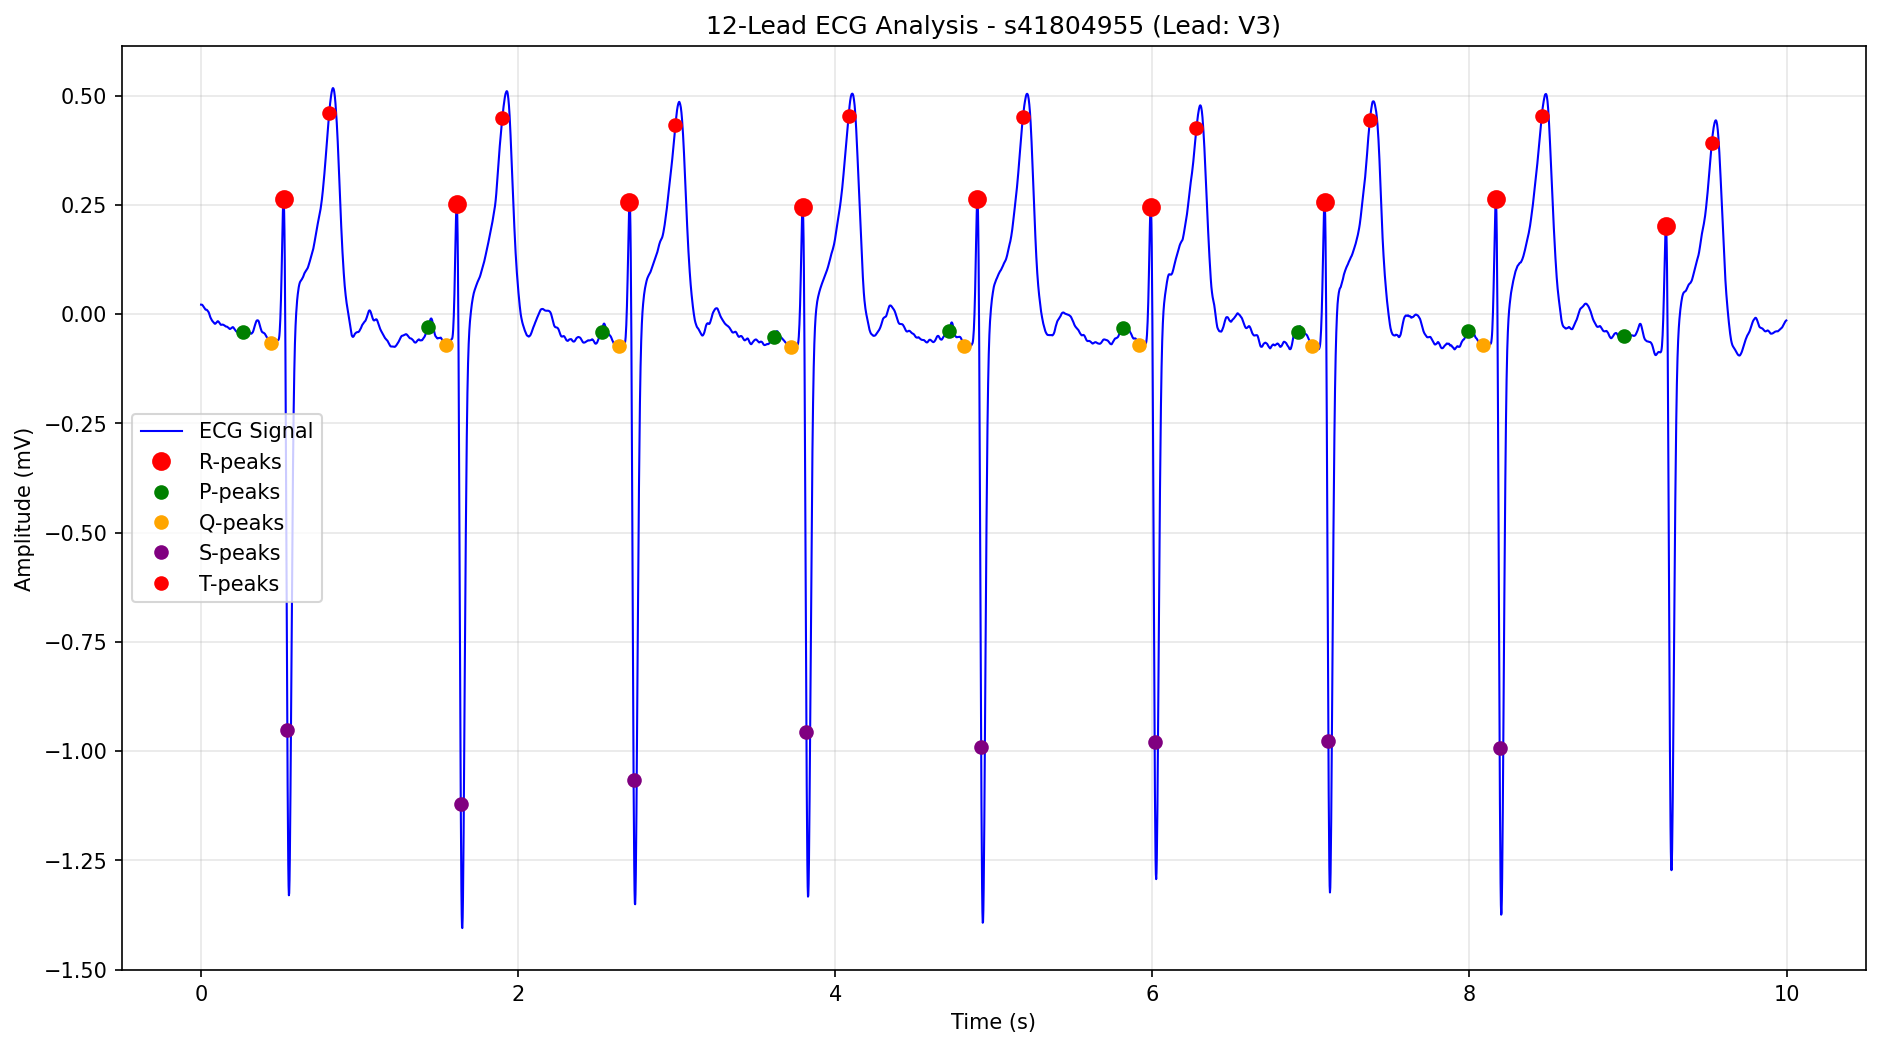 12-Lead ECG Analysis - s41804955 (Lead: V3)
0.50
0.25
0.00
−0.25
−0.50
−0.75
−1.00
−1.25
−1.50
Amplitude (mV)
ECG Signal
R-peaks
P-peaks
Q-peaks
S-peaks
T-peaks
0 2 4 6 8 10
Time (s)